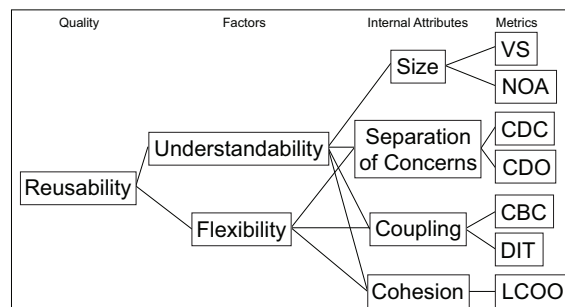 Quality Factors Internal Attributes Metrics
VS
Size
NOA
Understandability
Separation
of Concerns
CDC
CDO
Reusability
Flexibility
Coupling
CBC
DIT
Cohesion
LCOO